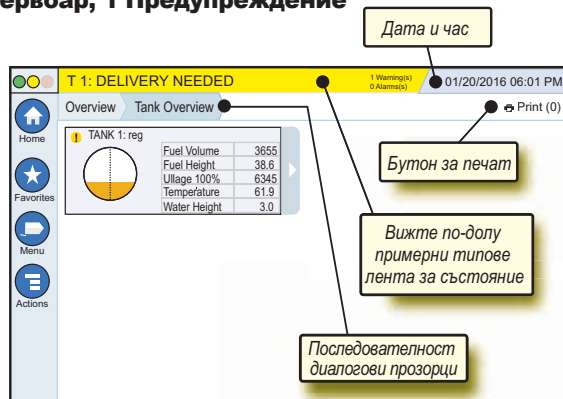 ервоар, 1 Предупреждение
Дата и час
T 1: DELIVERY NEEDED
1 Warning(s)
0 Alarms(s)
01/20/2016 06:01 PM
Overview
Tank Overview
Print (0)
Home
TANK 1: reg
Fuel Volume 3655
Fuel Height 38.6
Ullage 100% 6345
Temperature 61.9
Water Height 3.0
Бутон за печат
Favorites
Menu
Вижте по-долу
примерни типове
лента за състояние
Actions
Последователност
диалогови прозорци